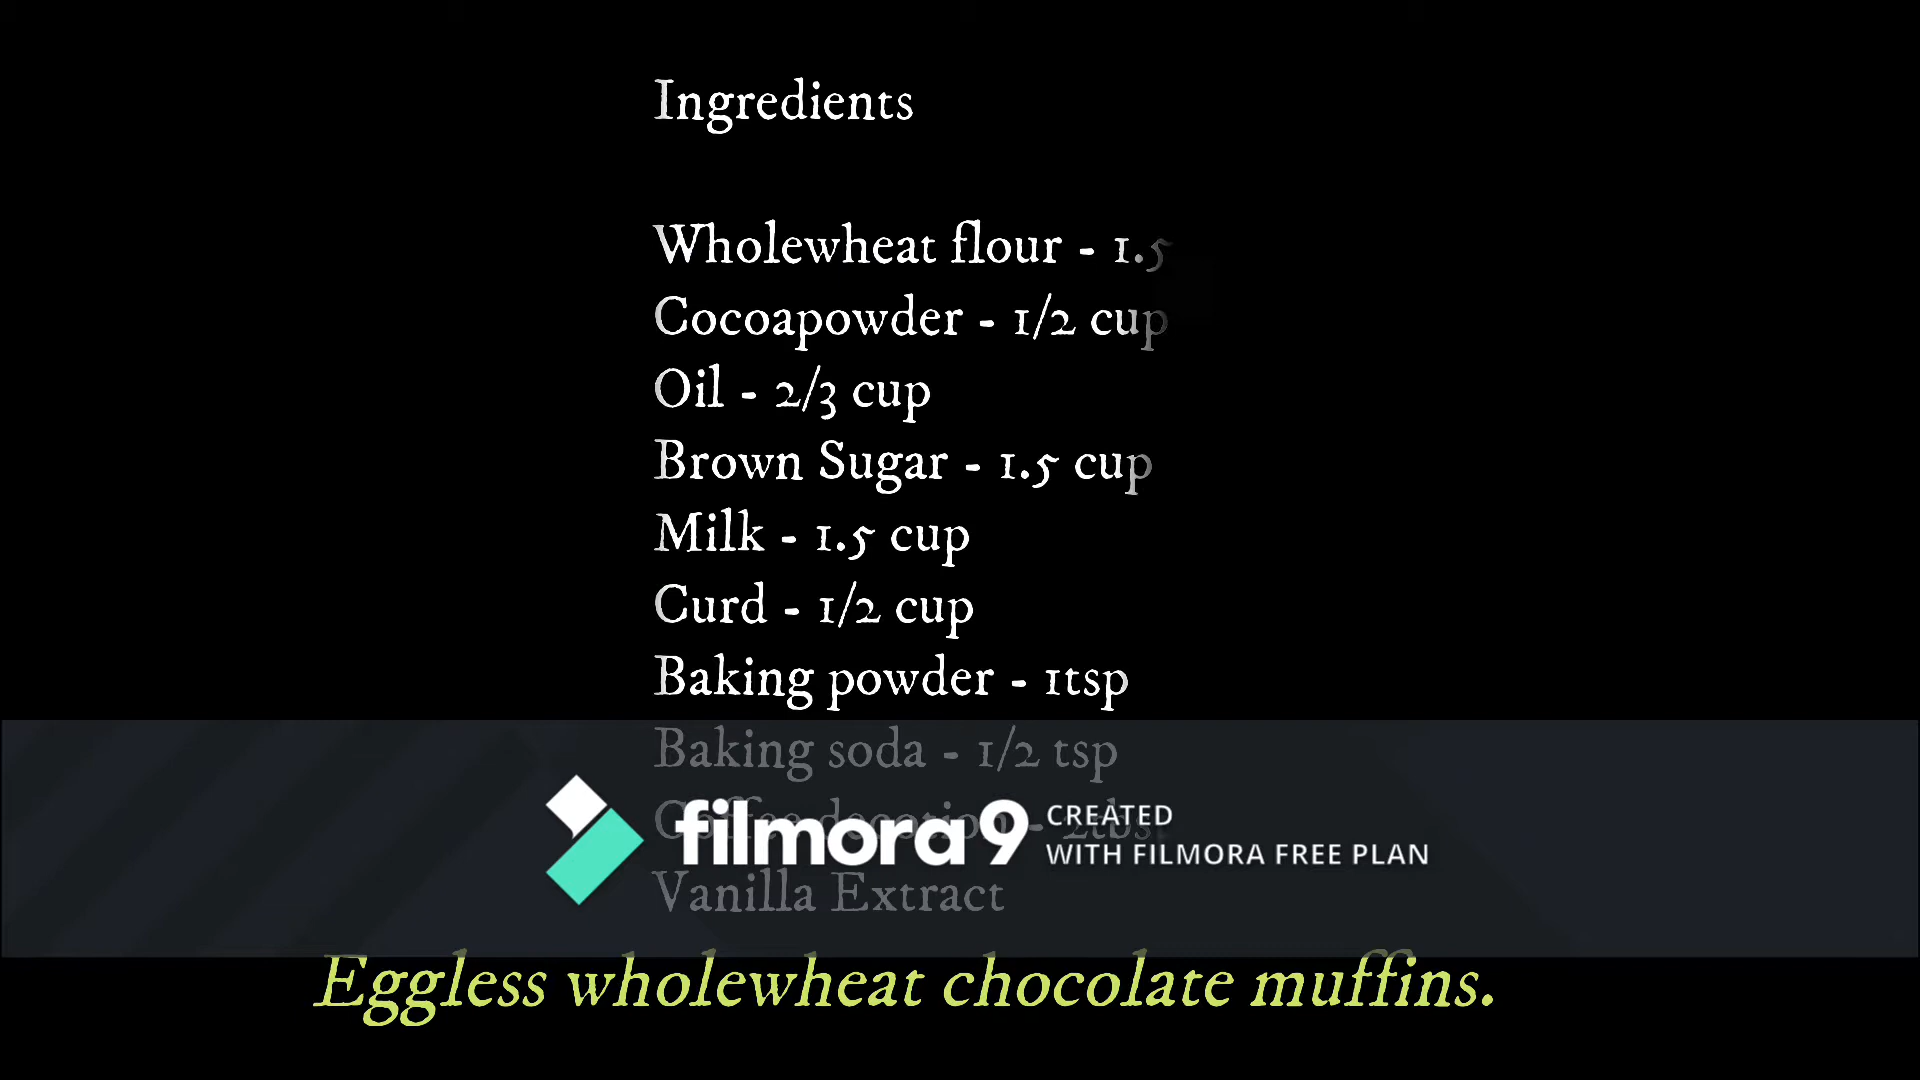 Ingredients
Wholewheat flour - 1.5
Cocoapowder - 1/2 cup
Oil - 2/3 cup
Brown Sugar - 1.5 cup
Milk - 1.5 cup
Curd - 1/2 cup
Baking powder - 1tsp
Baking soda - 1/2 tsp
Coffee - 2tbs
filmora9 CREATED
WITH FILMORA FREE PLAN
Vanilla Extract
Eggless wholewheat chocolate muffins.